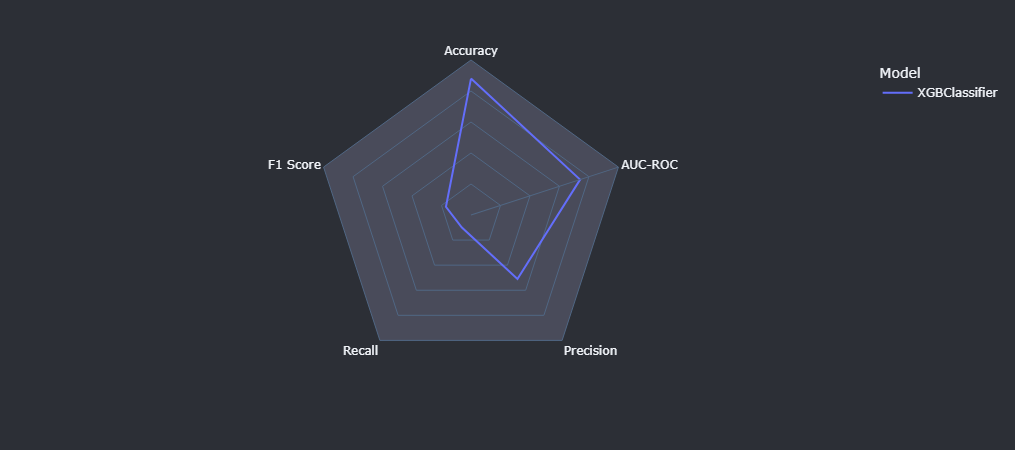 Accuracy
Model
XGBClassifier
F1 Score
AUC-ROC
Recall
Precision